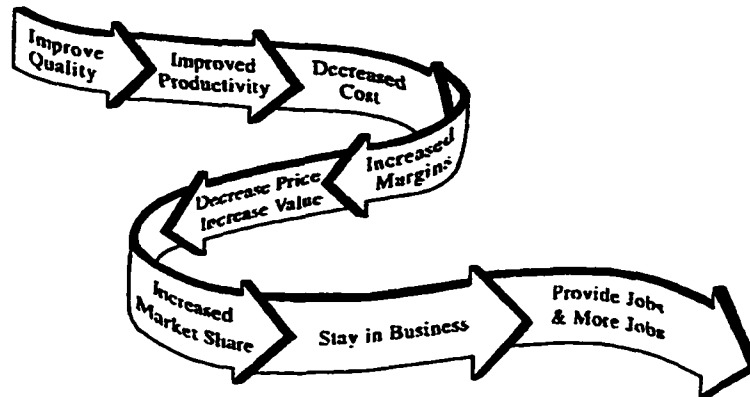 Improve
Quality
Improved
Productivity
Decreased
Cost
Increased
Margins
Decrease Price
Increase Value
Increased
Market Share
Stay in Business
Provide Jobs
& More Jobs